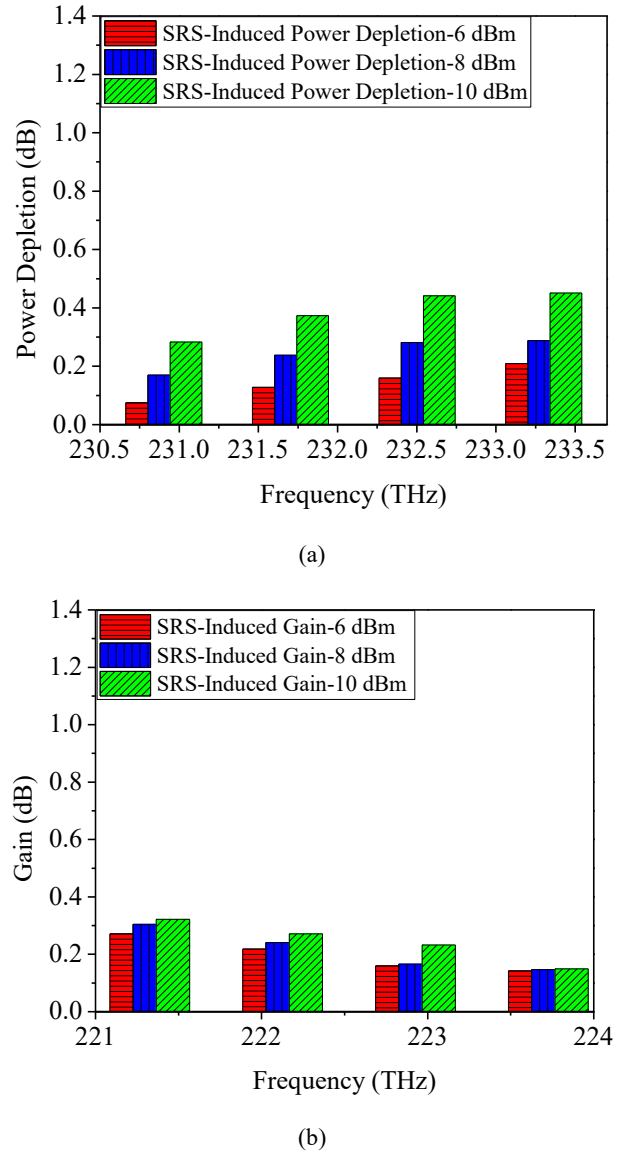 1.4
1.2
1.0
0.8
0.6
0.4
0.2
0.0
Power Depletion (dB)
SRS-Induced Power Depletion-6 dBm
SRS-Induced Power Depletion-8 dBm
SRS-Induced Power Depletion-10 dBm
230.5 231.0 231.5 232.0 232.5 233.0 233.5
Frequency (THz)
(a)
1.4
1.2
1.0
0.8
0.6
0.4
0.2
0.0
Gain (dB)
SRS-Induced Gain-6 dBm
SRS-Induced Gain-8 dBm
SRS-Induced Gain-10 dBm
221 222 223 224
Frequency (THz)
(b)